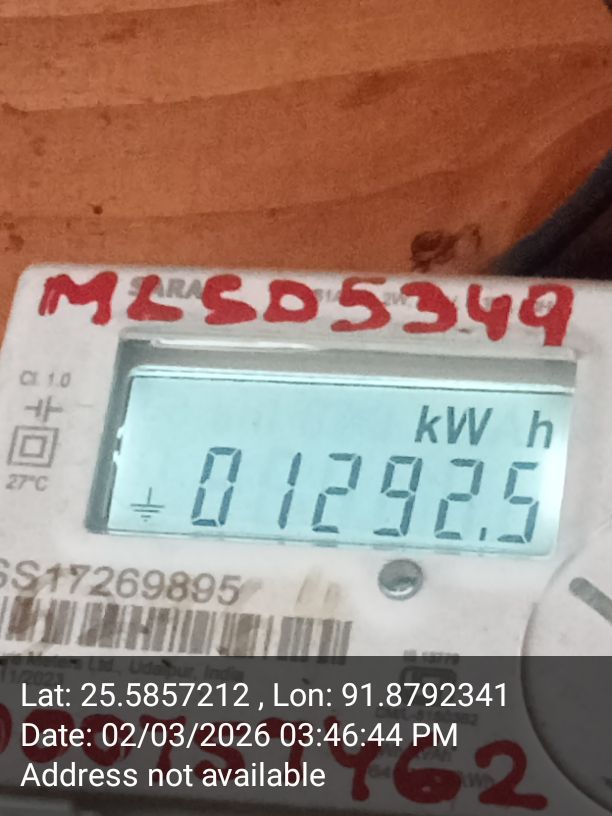 MLSD5349
Cl. 1.0
kW h
01292.5
27°C
SS17269895
Lat: 25.5857212 , Lon: 91.8792341
Date: 02/03/2026 03:46:44 PM
Address not available